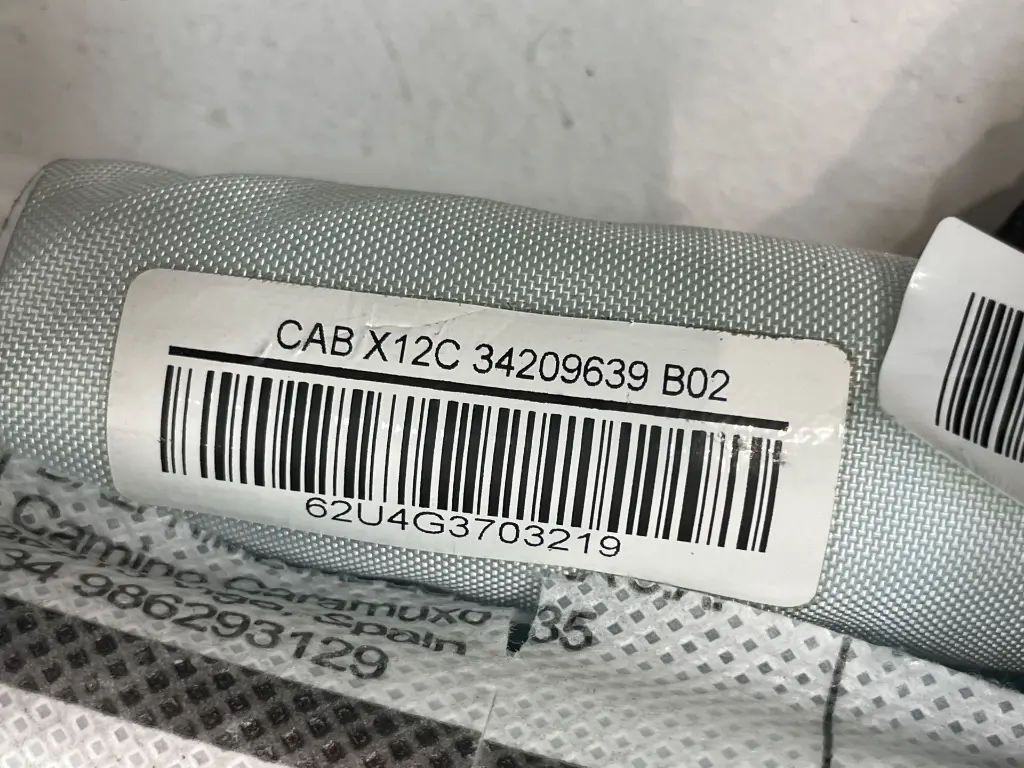 CAB X12C 34209639 B02
62U4G3703219
Camino Caramuxo
35
Spain
34 986293129